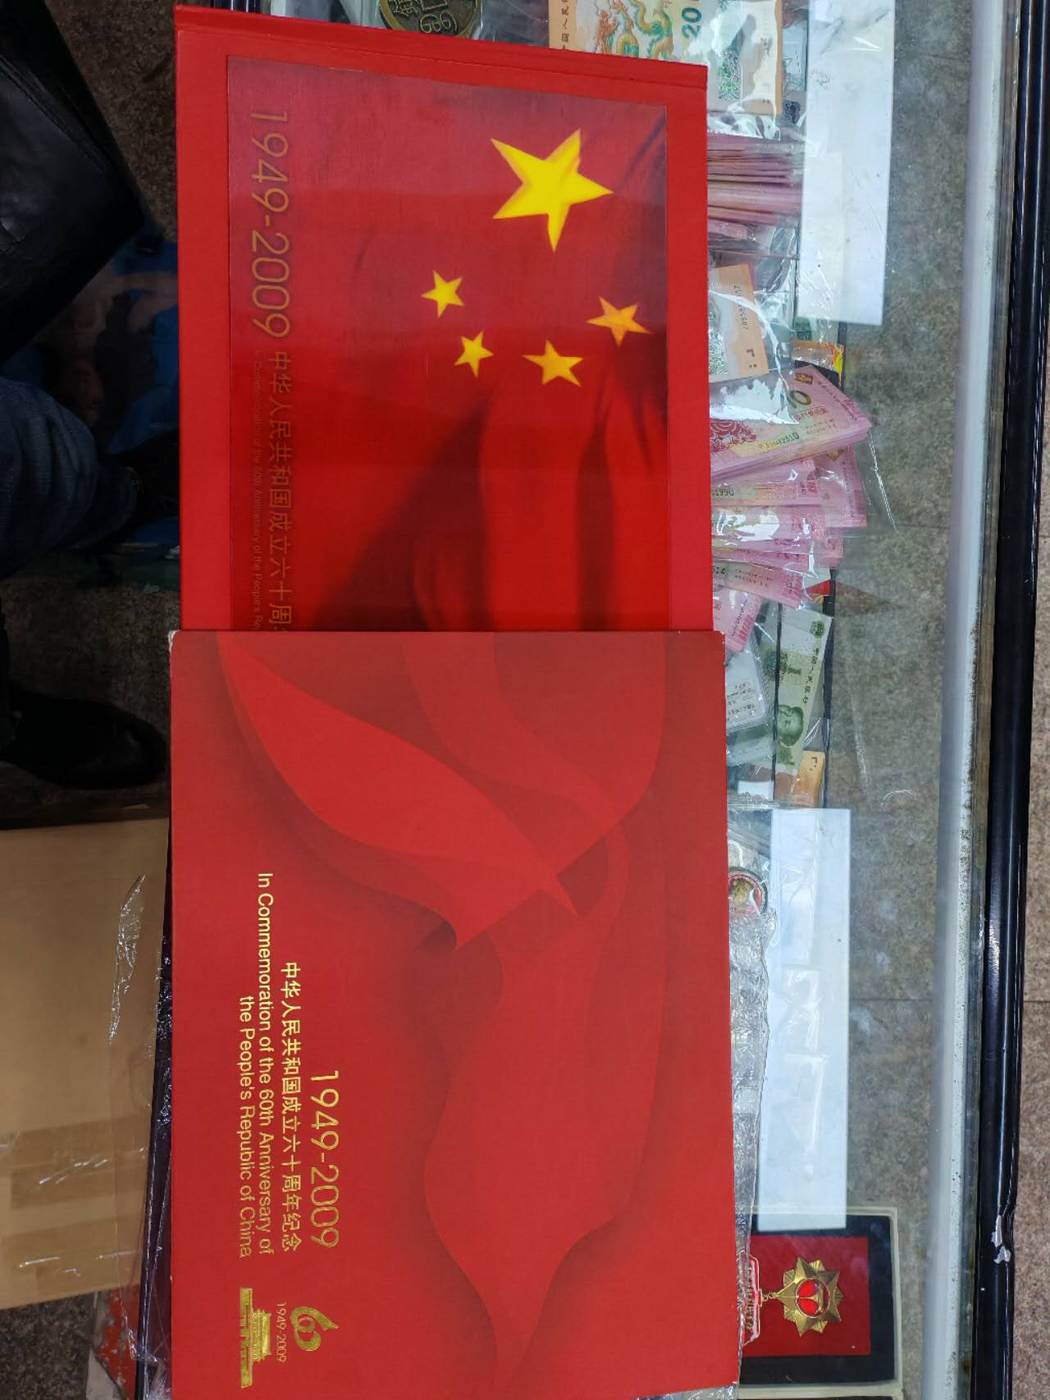 1949-2009 中华人民共和国成立六十周
1949-2009
中华人民共和国成立六十周年纪念
In Commemoration of the 60th Anniversary of
the People's Republic of China
60
1949-2009
20